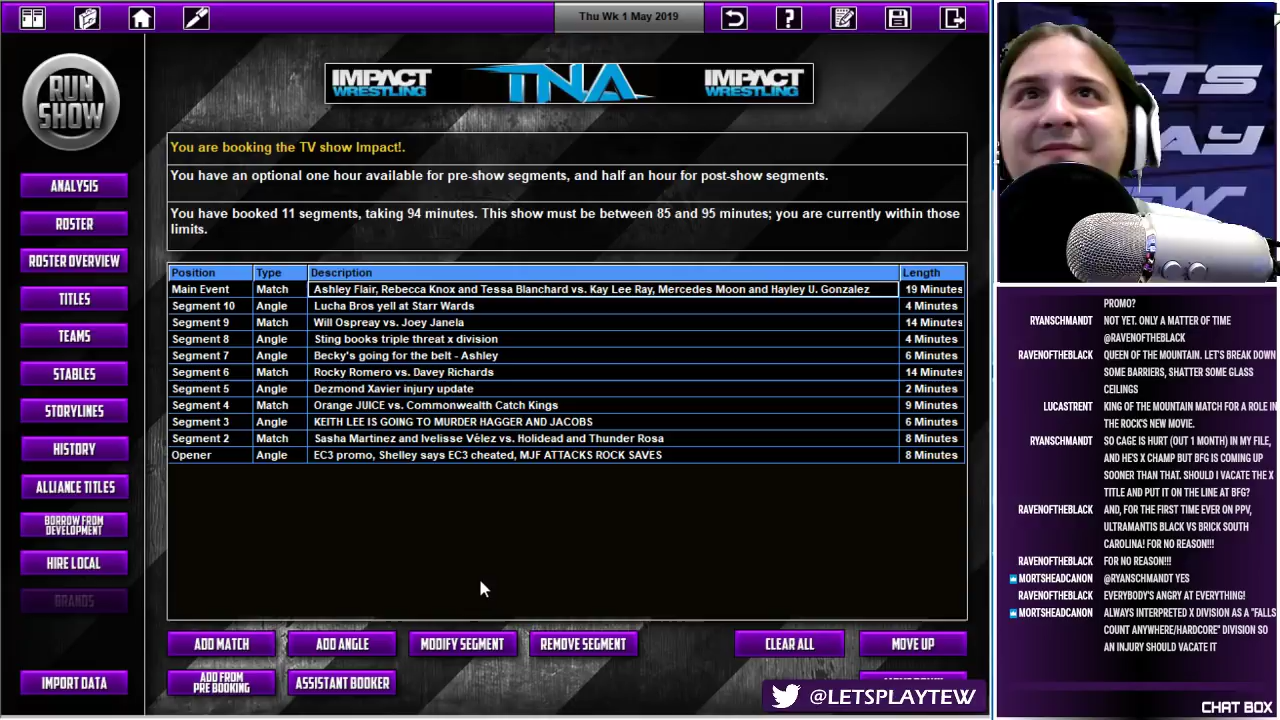 Thu Wk 1 May 2019
RUN
SHOW
IMPACT
WRESTLING
TNA
IMPACT
WRESTLING
You are booking the TV show Impact!.
You have an optional one hour available for pre-show segments, and half an hour for post-show segments.
You have booked 11 segments, taking 94 minutes. This show must be between 85 and 95 minutes; you are currently within those
limits.
ANALYSIS
ROSTER
ROSTER OVERVIEW
TITLES
TEAMS
STABLES
STORYLINES
HISTORY
ALLIANCE TITLES
BORROW FROM
DEVELOPMENT
HIRE LOCAL
BRANDS
IMPORT DATA
Position Type Description Length
Main Event Match Ashley Flair, Rebecca Knox and Tessa Blanchard vs. Kay Lee Ray, Mercedes Moon and Hayley U. Gonzalez 19 Minutes
Segment 10 Angle Lucha Bros yell at Starr Wards 4 Minutes
Segment 9 Match Will Ospreay vs. Joey Janela 14 Minutes
Segment 8 Angle Sting books triple threat x division 4 Minutes
Segment 7 Angle Becky's going for the belt - Ashley 6 Minutes
Segment 6 Match Rocky Romero vs. Davey Richards 14 Minutes
Segment 5 Angle Dezmond Xavier injury update 2 Minutes
Segment 4 Match Orange JUICE vs. Commonwealth Catch Kings 9 Minutes
Segment 3 Angle KEITH LEE IS GOING TO MURDER HAGGER AND JACOBS 6 Minutes
Segment 2 Match Sasha Martinez and Ivelisse Vélez vs. Holidead and Thunder Rosa 8 Minutes
Opener Angle EC3 promo, Shelley says EC3 cheated, MJF ATTACKS ROCK SAVES 8 Minutes
ADD MATCH ADD ANGLE MODIFY SEGMENT REMOVE SEGMENT CLEAR ALL MOVE UP
ADD FROM
PRE BOOKING
ASSISTANT BOOKER
@LETSPLAYTEW
PROMO?
RYANSCHMANDT NOT YET. ONLY A MATTER OF TIME
@RAVENOFTHEBLACK
RAVENOFTHEBLACK QUEEN OF THE MOUNTAIN. LET'S BREAK DOWN
SOME BARRIERS, SHATTER SOME GLASS
CEILINGS
LUCASTRENT KING OF THE MOUNTAIN MATCH FOR A ROLE IN
THE ROCK'S NEW MOVIE.
RYANSCHMANDT SO CAGE IS HURT (OUT 1 MONTH) IN MY FILE,
AND HE'S X CHAMP BUT BFG IS COMING UP
SOONER THAN THAT. SHOULD I VACATE THE X
TITLE AND PUT IT ON THE LINE AT BFG?
RAVENOFTHEBLACK AND, FOR THE FIRST TIME EVER ON PPV,
ULTRAMANTIS BLACK VS BRICK SOUTH
CAROLINA! FOR NO REASON!!!
RAVENOFTHEBLACK FOR NO REASON!!!
MORTSHEADCANON @RYANSCHMANDT YES
RAVENOFTHEBLACK EVERYBODY'S ANGRY AT EVERYTHING!
MORTSHEADCANON ALWAYS INTERPRETED X DIVISION AS A "FALLS
COUNT ANYWHERE/HARDCORE" DIVISION SO
AN INJURY SHOULD VACATE IT
CHAT BOX